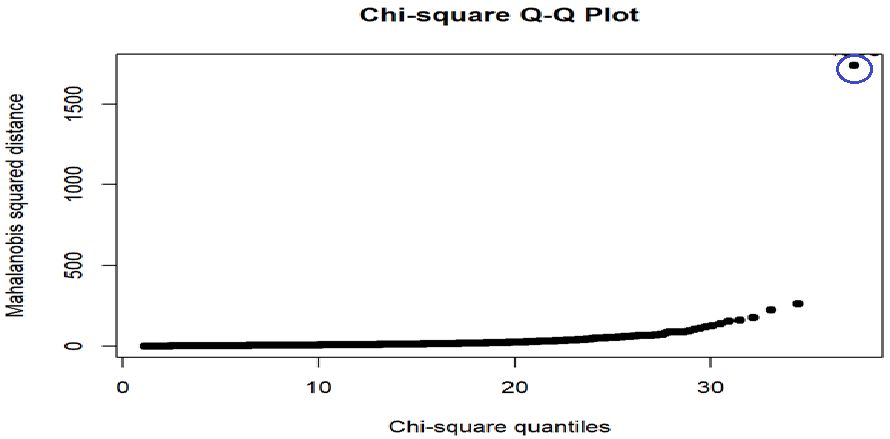 Chi-square Q-Q Plot
Mahalanobis squared distance
1500
1000
500
0
0 10 20 30
Chi-square quantiles